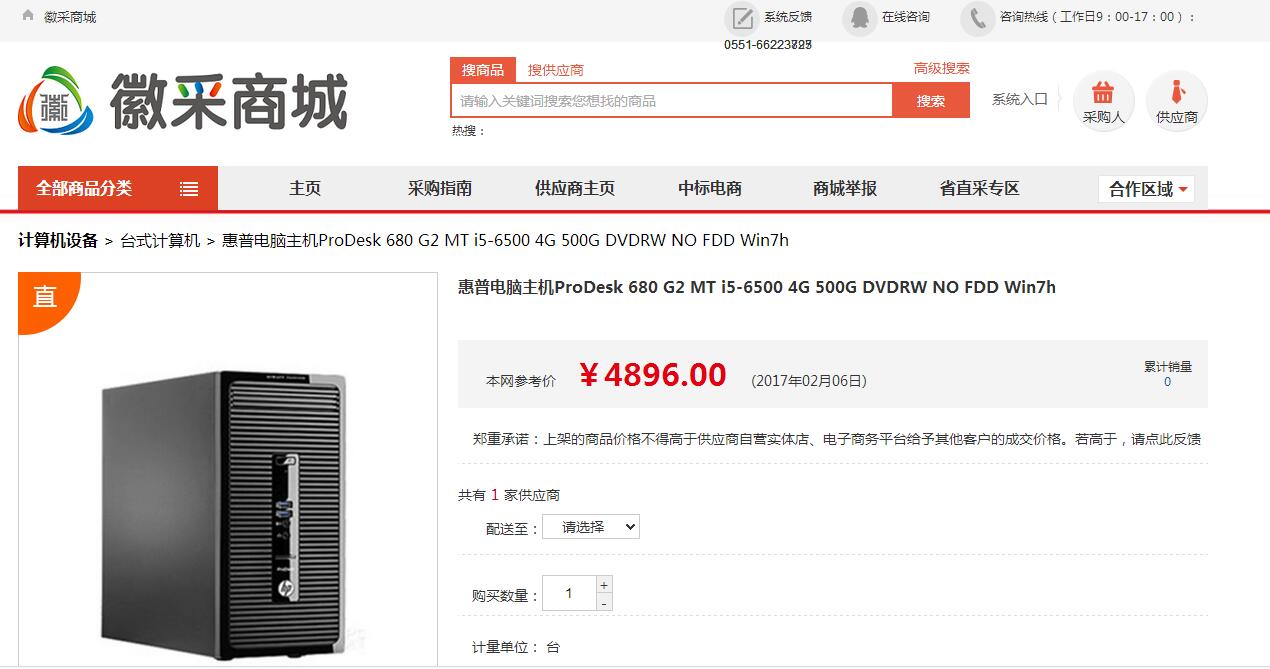 徽采商城
系统反馈
在线咨询
咨询热线（工作日9：00-17：00）：
徽采商城
搜商品 搜供应商 高级搜索
请输入关键词搜索您想找的商品 搜索
热搜：
系统入口
采购人
供应商
全部商品分类 主页 采购指南 供应商主页 中标电商 商城举报 省直采专区 合作区域
计算机设备 > 台式计算机 > 惠普电脑主机ProDesk 680 G2 MT i5-6500 4G 500G DVDRW NO FDD Win7h
直
惠普电脑主机ProDesk 680 G2 MT i5-6500 4G 500G DVDRW NO FDD Win7h
本网参考价 ¥4896.00 (2017年02月06日)
累计销量
0
郑重承诺：上架的商品价格不得高于供应商自营实体店、电子商务平台给予其他客户的成交价格。若高于，请点此反馈
共有 1 家供应商
配送至： 请选择
购买数量： 1 + -
计量单位： 台
hp